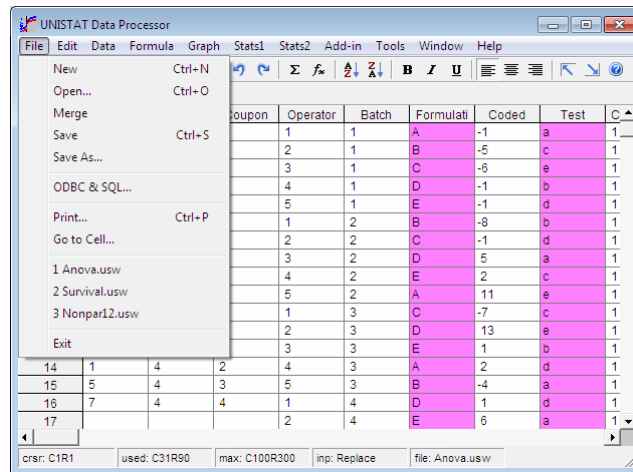 UNISTAT Data Processor
File Edit Data Formula Graph Stats1 Stats2 Add-in Tools Window Help
New Ctrl+N
Open... Ctrl+O
Merge
Save Ctrl+S
Save As...
ODBC & SQL...
Print... Ctrl+P
Go to Cell...
1 Anova.usw
2 Survival.usw
3 Nonpar12.usw
Exit
Σ B I U
Coupon Operator Batch Formulati Coded Test C
1 1 A -1 a 1
2 1 B -5 c 1
3 1 C -6 e 1
4 1 D -1 b 1
5 1 E -1 d 1
1 2 B -8 b 1
2 2 C -1 d 1
3 2 D 5 a 1
4 2 E 2 c 1
5 2 A 11 e 1
1 3 C -7 c 1
2 3 D 13 e 1
3 3 E 1 b 1
14 1 4 2 4 3 A 2 d 1
15 5 4 3 5 3 B -4 a 1
16 7 4 4 1 4 D 1 d 1
17 2 4 E 6 a 1
crsr: C1R1 used: C31R90 max: C100R300 inp: Replace file: Anova.usw